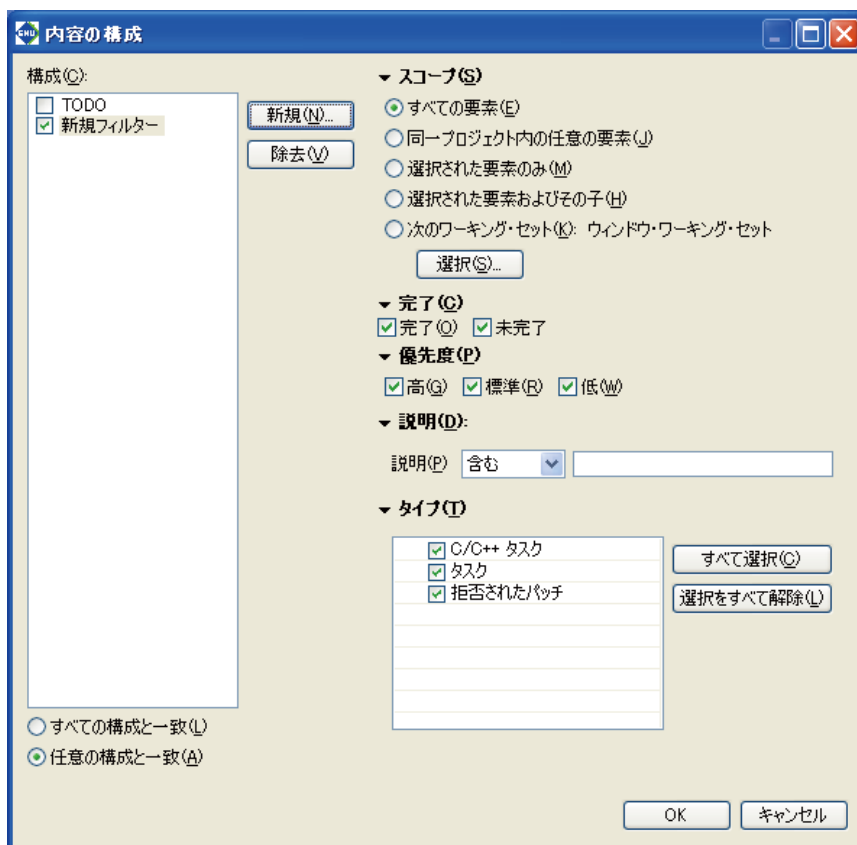 GNU 内容の構成
構成(C):
TODO
新規フィルター
新規(N)...
除去(V)
すべての構成と一致(L)
任意の構成と一致(A)
スコープ(S)
すべての要素(E)
同一プロジェクト内の任意の要素(J)
選択された要素のみ(M)
選択された要素およびその子(H)
次のワーキング・セット(K): ウィンドウ・ワーキング・セット
選択(S)...
完了(C)
完了(O) 未完了
優先度(P)
高(G) 標準(R) 低(W)
説明(D):
説明(P) 含む
タイプ(T)
C/C++ タスク
タスク
拒否されたパッチ
すべて選択(C)
選択をすべて解除(L)
OK キャンセル